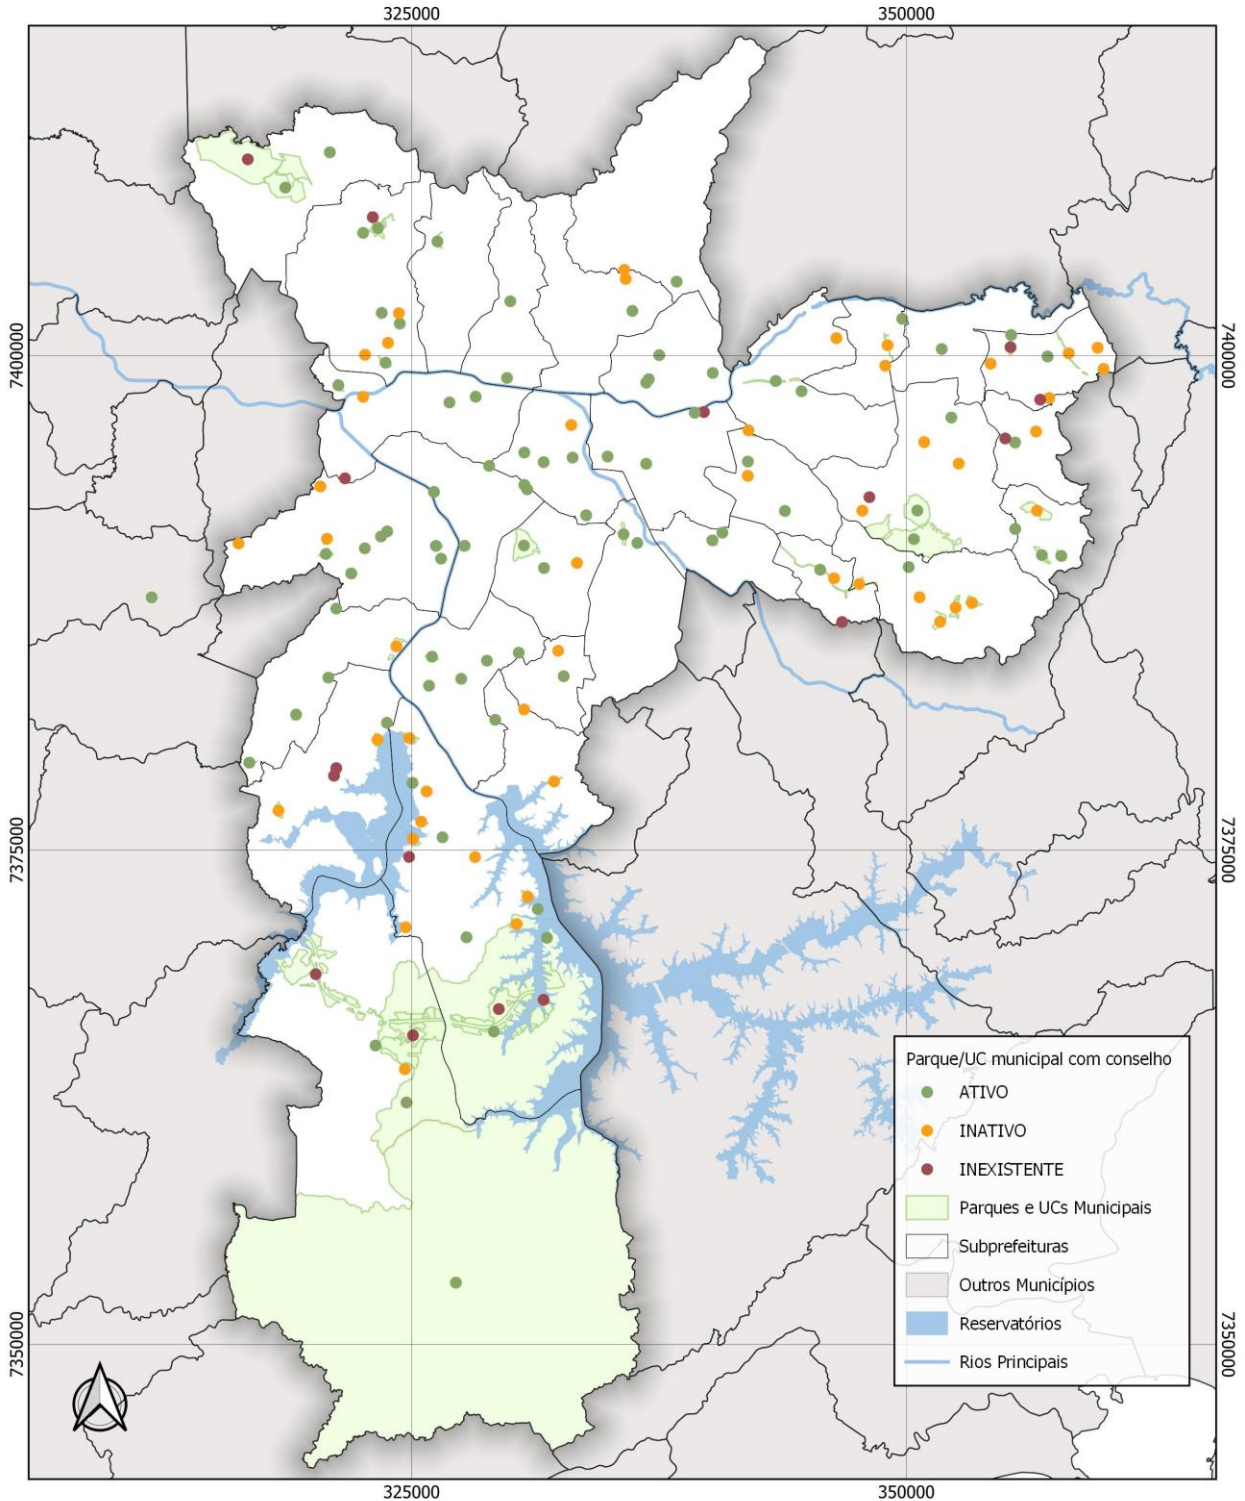 325000
350000
7400000
7400000
7375000
7375000
Parque/UC municipal com conselho
ATIVO
INATIVO
INEXISTENTE
Parques e UCs Municipais
Subprefeituras
Outros Municípios
Reservatórios
Rios Principais
7350000
7350000
325000
350000